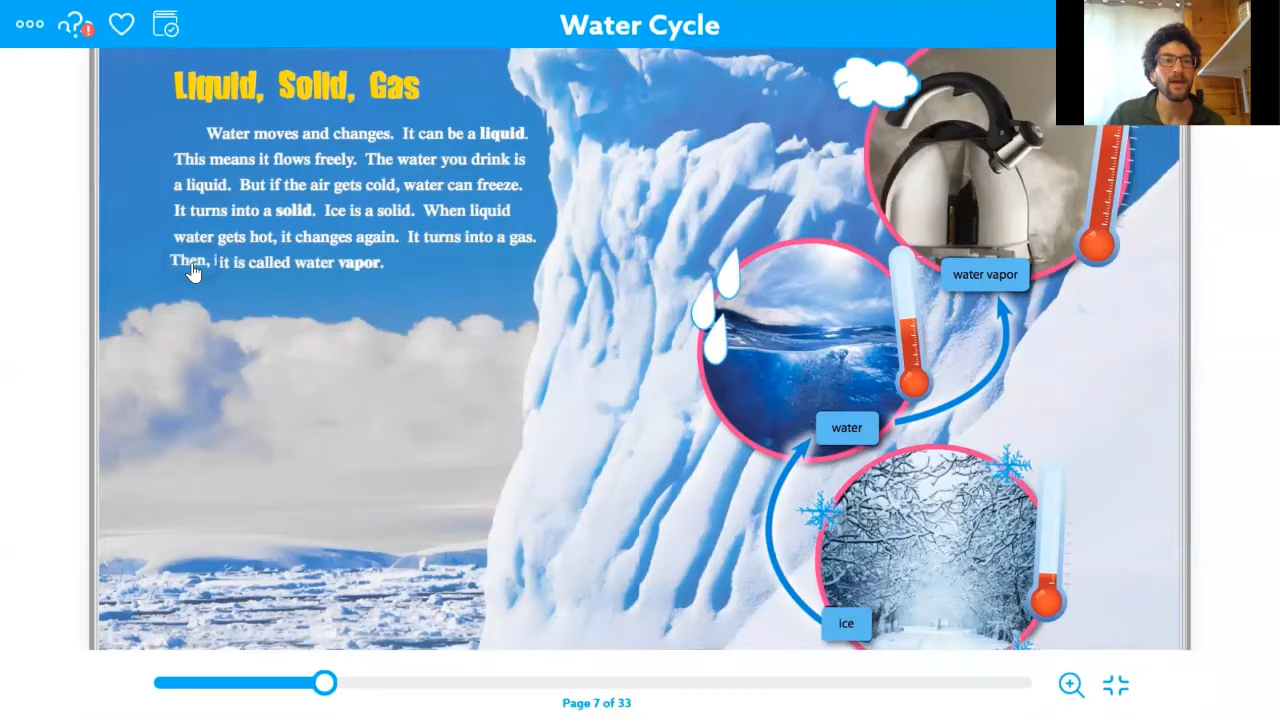 Water Cycle
Liquid, Solid, Gas
Water moves and changes. It can be a liquid.
This means it flows freely. The water you drink is
a liquid. But if the air gets cold, water can freeze.
It turns into a solid. Ice is a solid. When liquid
water gets hot, it changes again. It turns into a gas.
Then, it is called water vapor.
water vapor
water
ice
Page 7 of 33